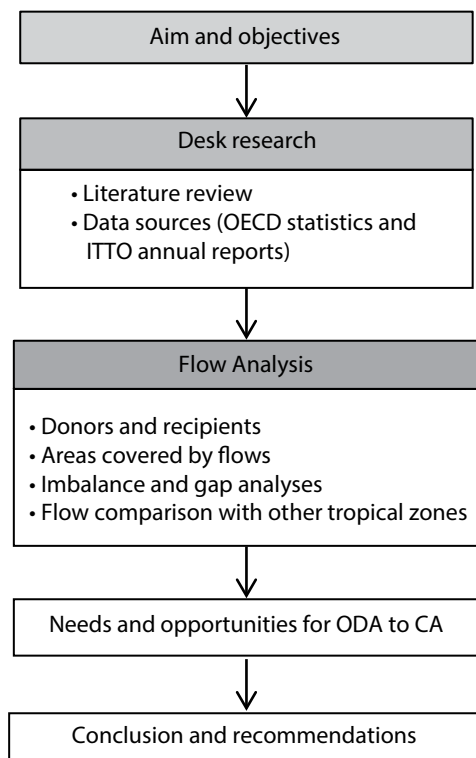 Aim and objectives
Desk research
• Literature review
• Data sources (OECD statistics and
ITTO annual reports)
Flow Analysis
• Donors and recipients
• Areas covered by flows
• Imbalance and gap analyses
• Flow comparison with other tropical zones
Needs and opportunities for ODA to CA
Conclusion and recommendations